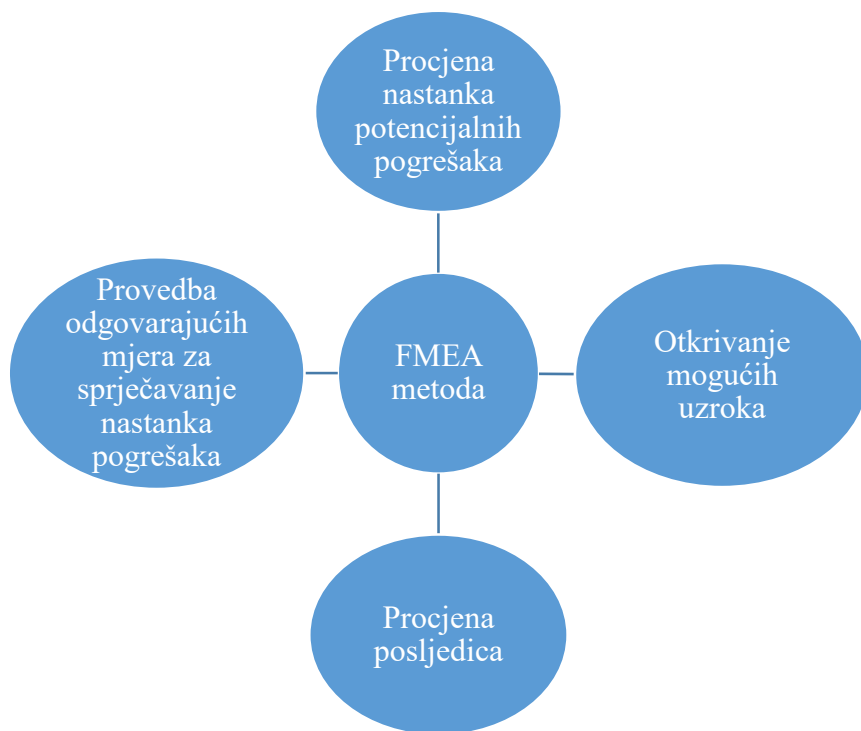 Procjena
nastanka
potencijalnih
pogrešaka
Provedba
odgovarajućih
mjera za
sprječavanje
nastanka
pogrešaka
FMEA
metoda
Otkrivanje
mogućih
uzroka
Procjena
posljedica